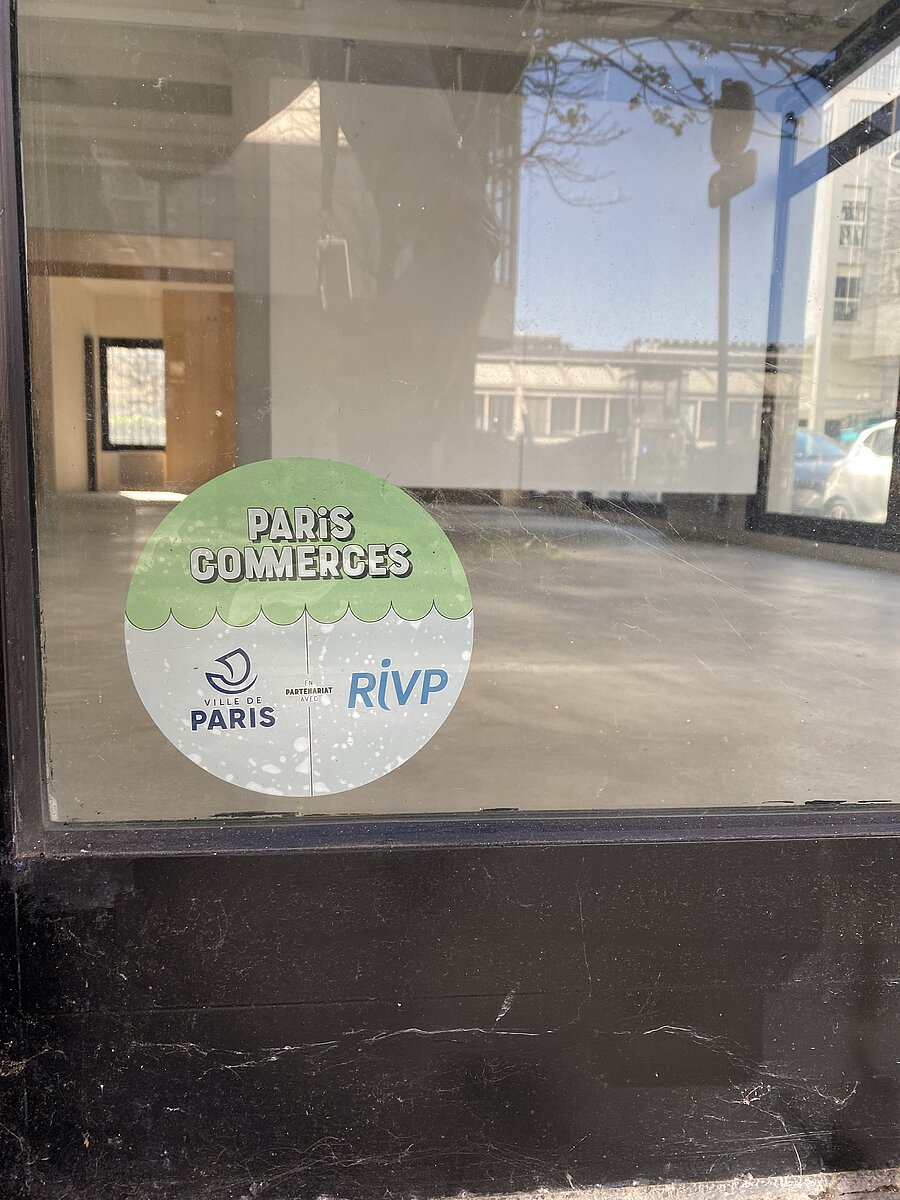 PARiS
COMMERCES
VILLE DE
PARIS
EN
PARTENARIAT
AVEC
RiVP